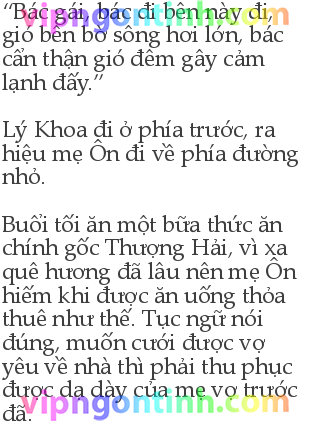 vipngontinh.com
“Bác gái, bác đi bên này đi,
gió bên bờ sông hơi lớn, bác
cẩn thận gió đêm gây cảm
lạnh đấy.”
Lý Khoa đi ở phía trước, ra
hiệu mẹ Ôn đi về phía đường
nhỏ.
Buổi tối ăn một bữa thức ăn
chính gốc Thượng Hải, vì xa
quê hương đã lâu nên mẹ Ôn
hiếm khi được ăn uống thỏa
thuê như thế. Tục ngữ nói
đúng, muốn cưới được vợ
yêu về nhà thì phải thu phục
được dạ dày của mẹ vợ trước
đã.
vipngontinh.com